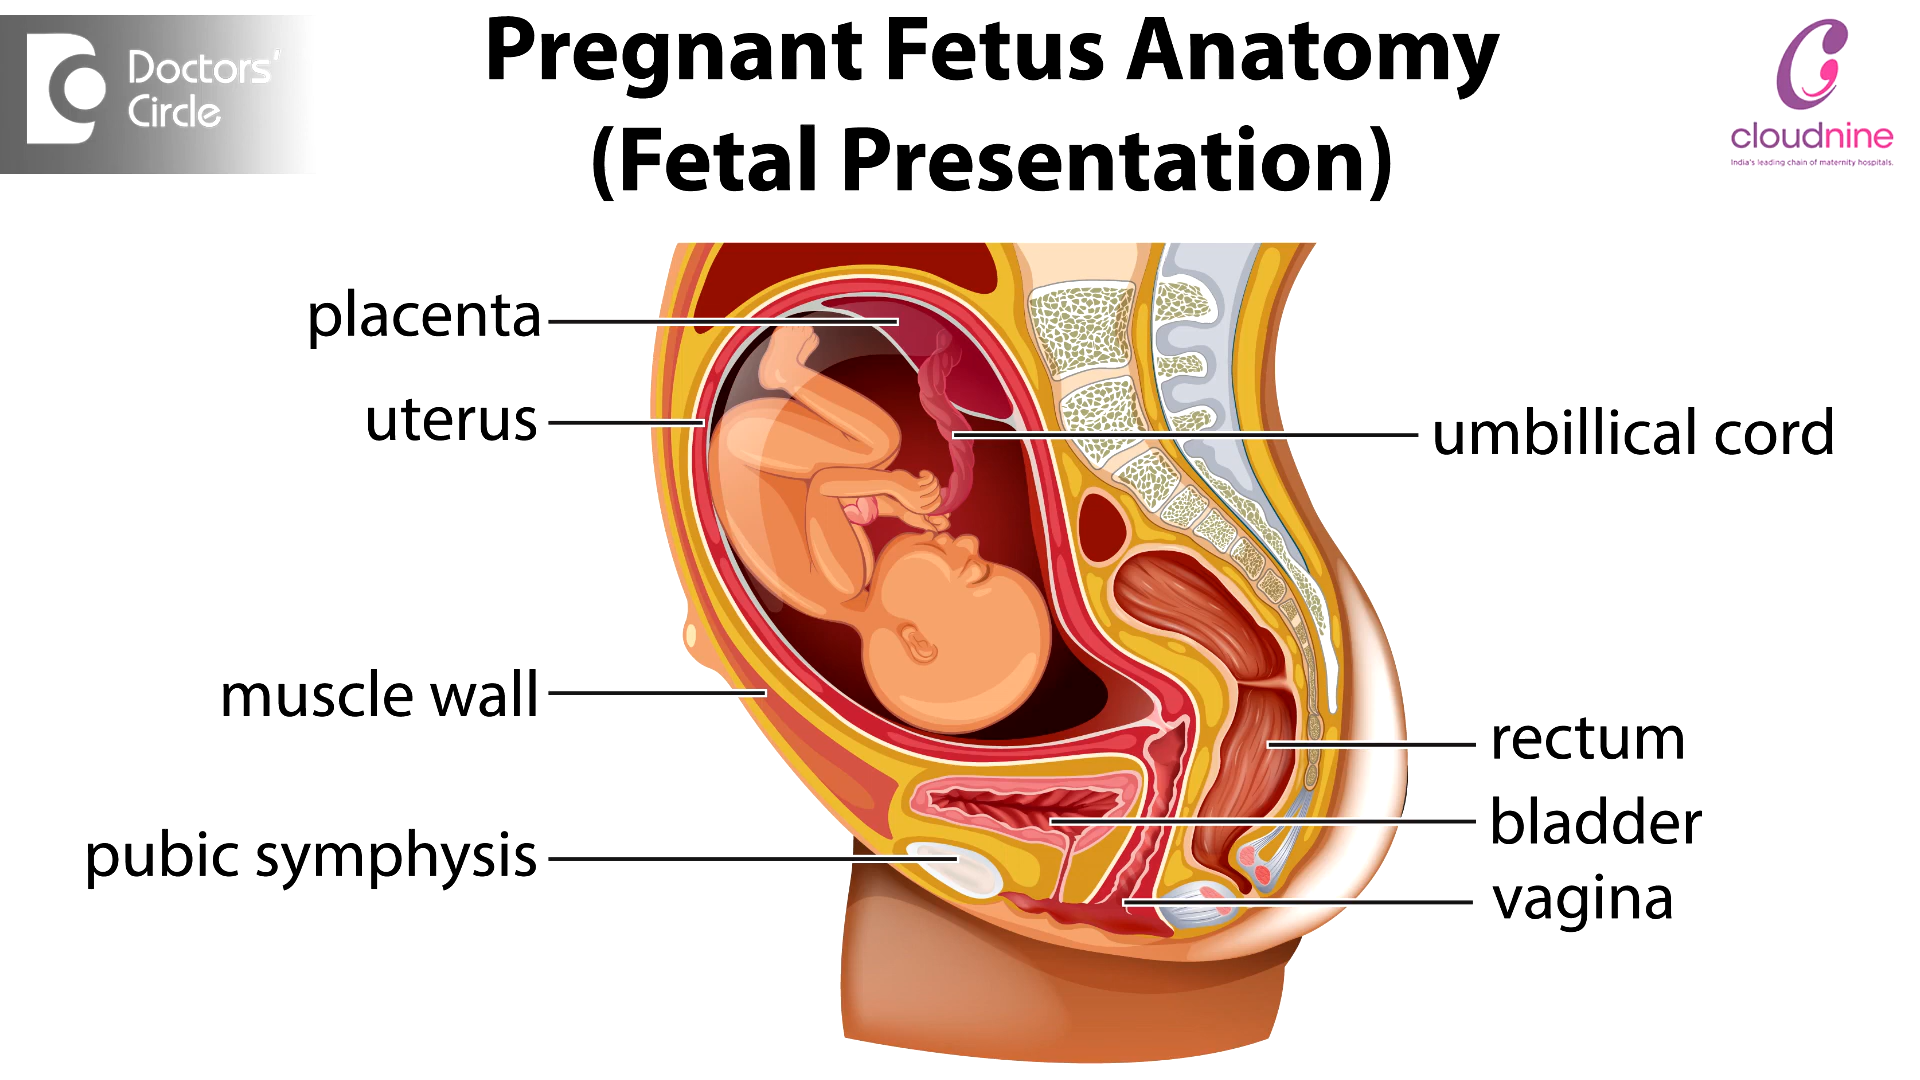 Doctors'
Circle
Pregnant Fetus Anatomy
(Fetal Presentation)
cloudnine
India's leading chain of maternity hospitals.
placenta
uterus
umbillical cord
muscle wall
rectum
bladder
pubic symphysis
vagina